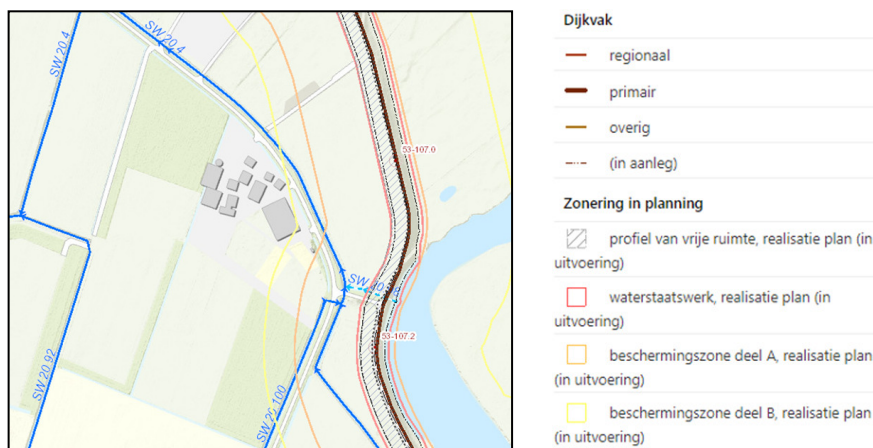 SW 20.4
SW 20.4
53-107.0
53-107.2
SW 20.92
SW 20.100
Dijkvak
regionaal
primair
overig
(in aanleg)
Zonering in planning
profiel van vrije ruimte, realisatie plan (in
uitvoering)
waterstaatswerk, realisatie plan (in
uitvoering)
beschermingszone deel A, realisatie plan
(in uitvoering)
beschermingszone deel B, realisatie plan
(in uitvoering)